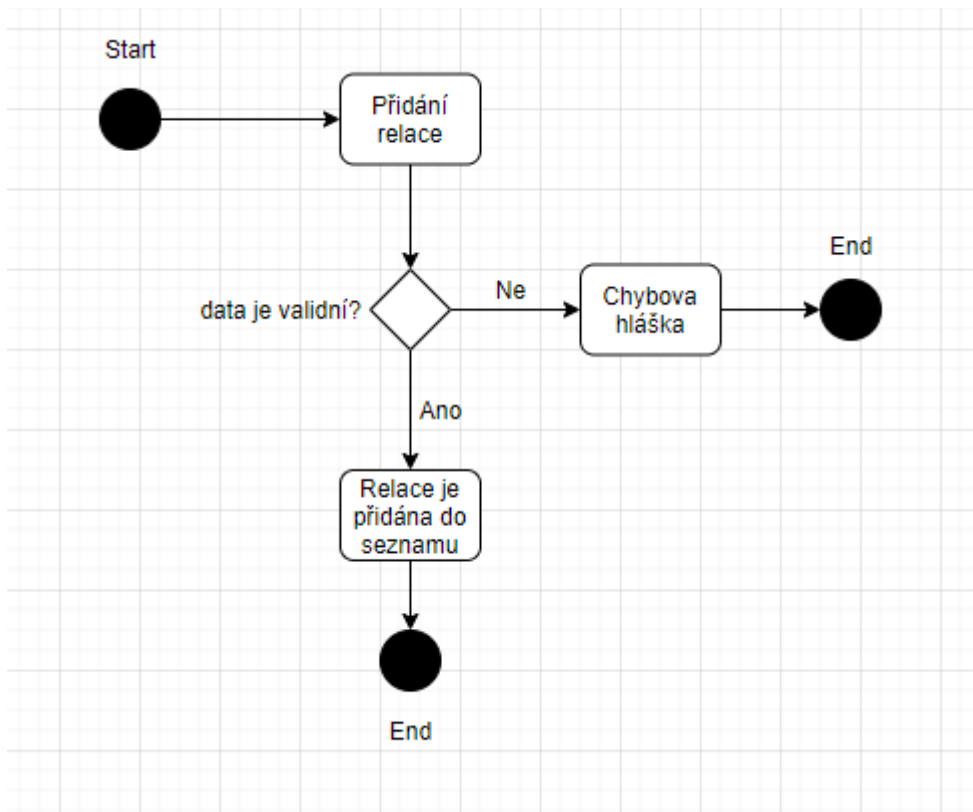 Start
Přidání
relace
End
data je validní?
Ne
Chybova
hláška
Ano
Relace je
přidána do
seznamu
End